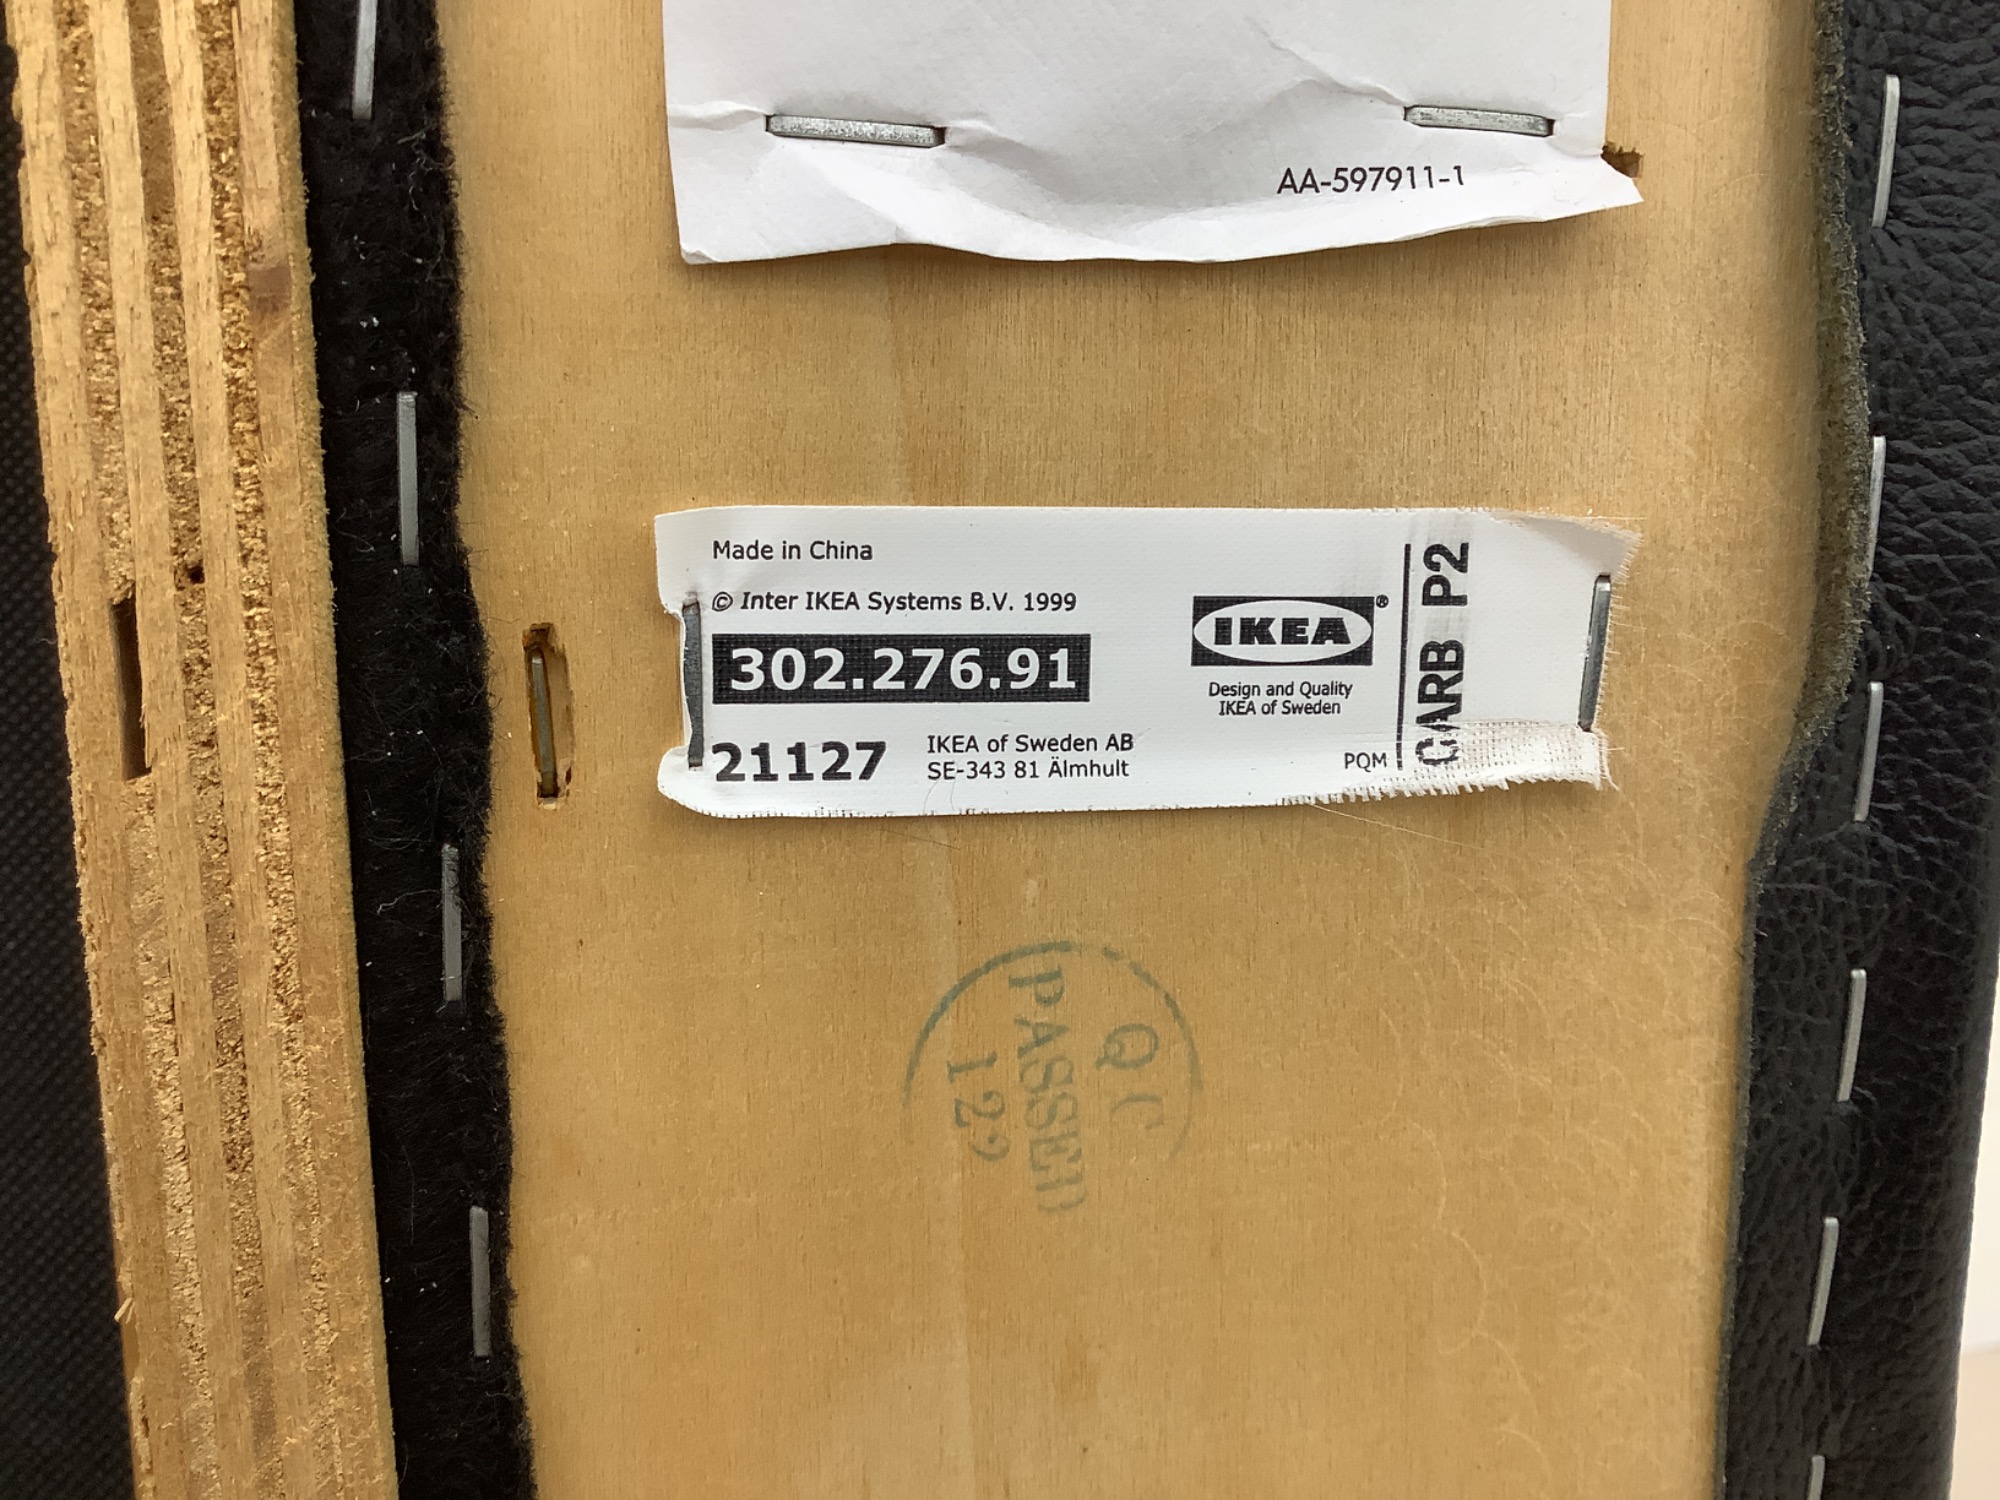 AA-597911-1
Made in China
© Inter IKEA Systems B.V. 1999
302.276.91
21127
IKEA of Sweden AB
SE-343 81 Älmhult
IKEA®
Design and Quality
IKEA of Sweden
PQM
CARB P2
QC
PASSED
129